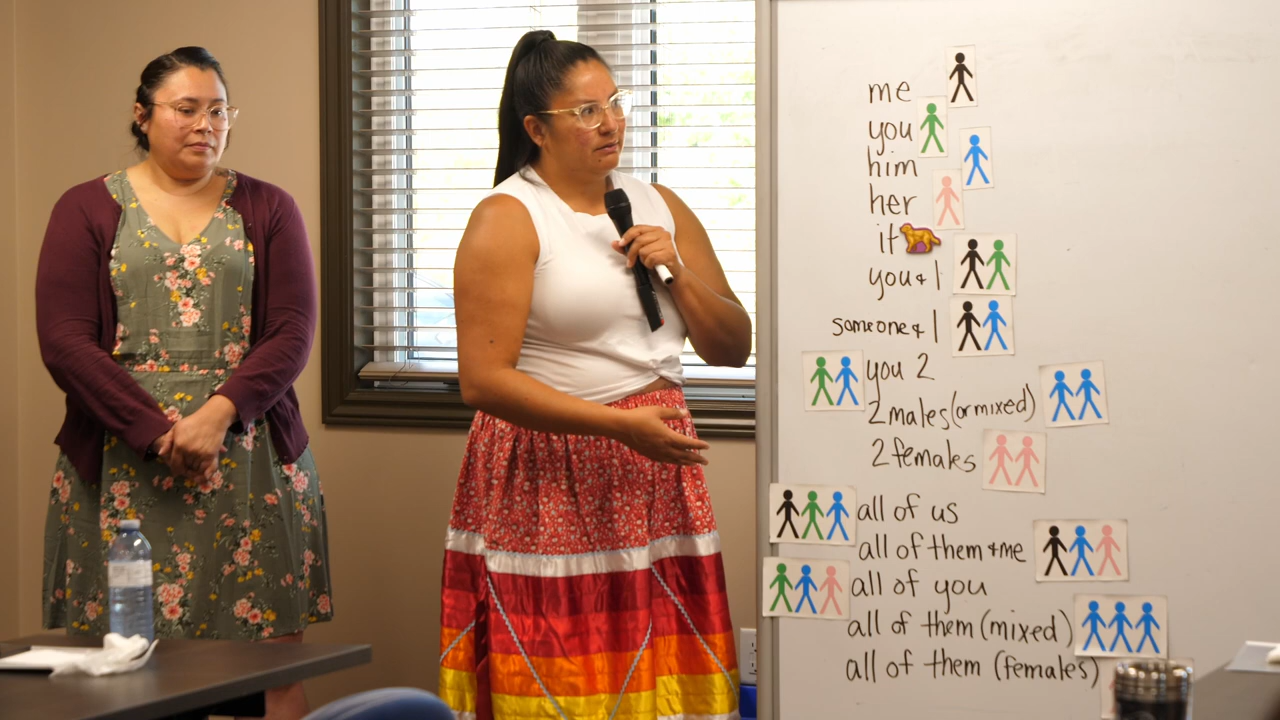 me
you
him
her
it
you & I
someone & I
you 2
2 males (or mixed)
2 females
all of us
all of them & me
all of you
all of them (mixed)
all of them (females)